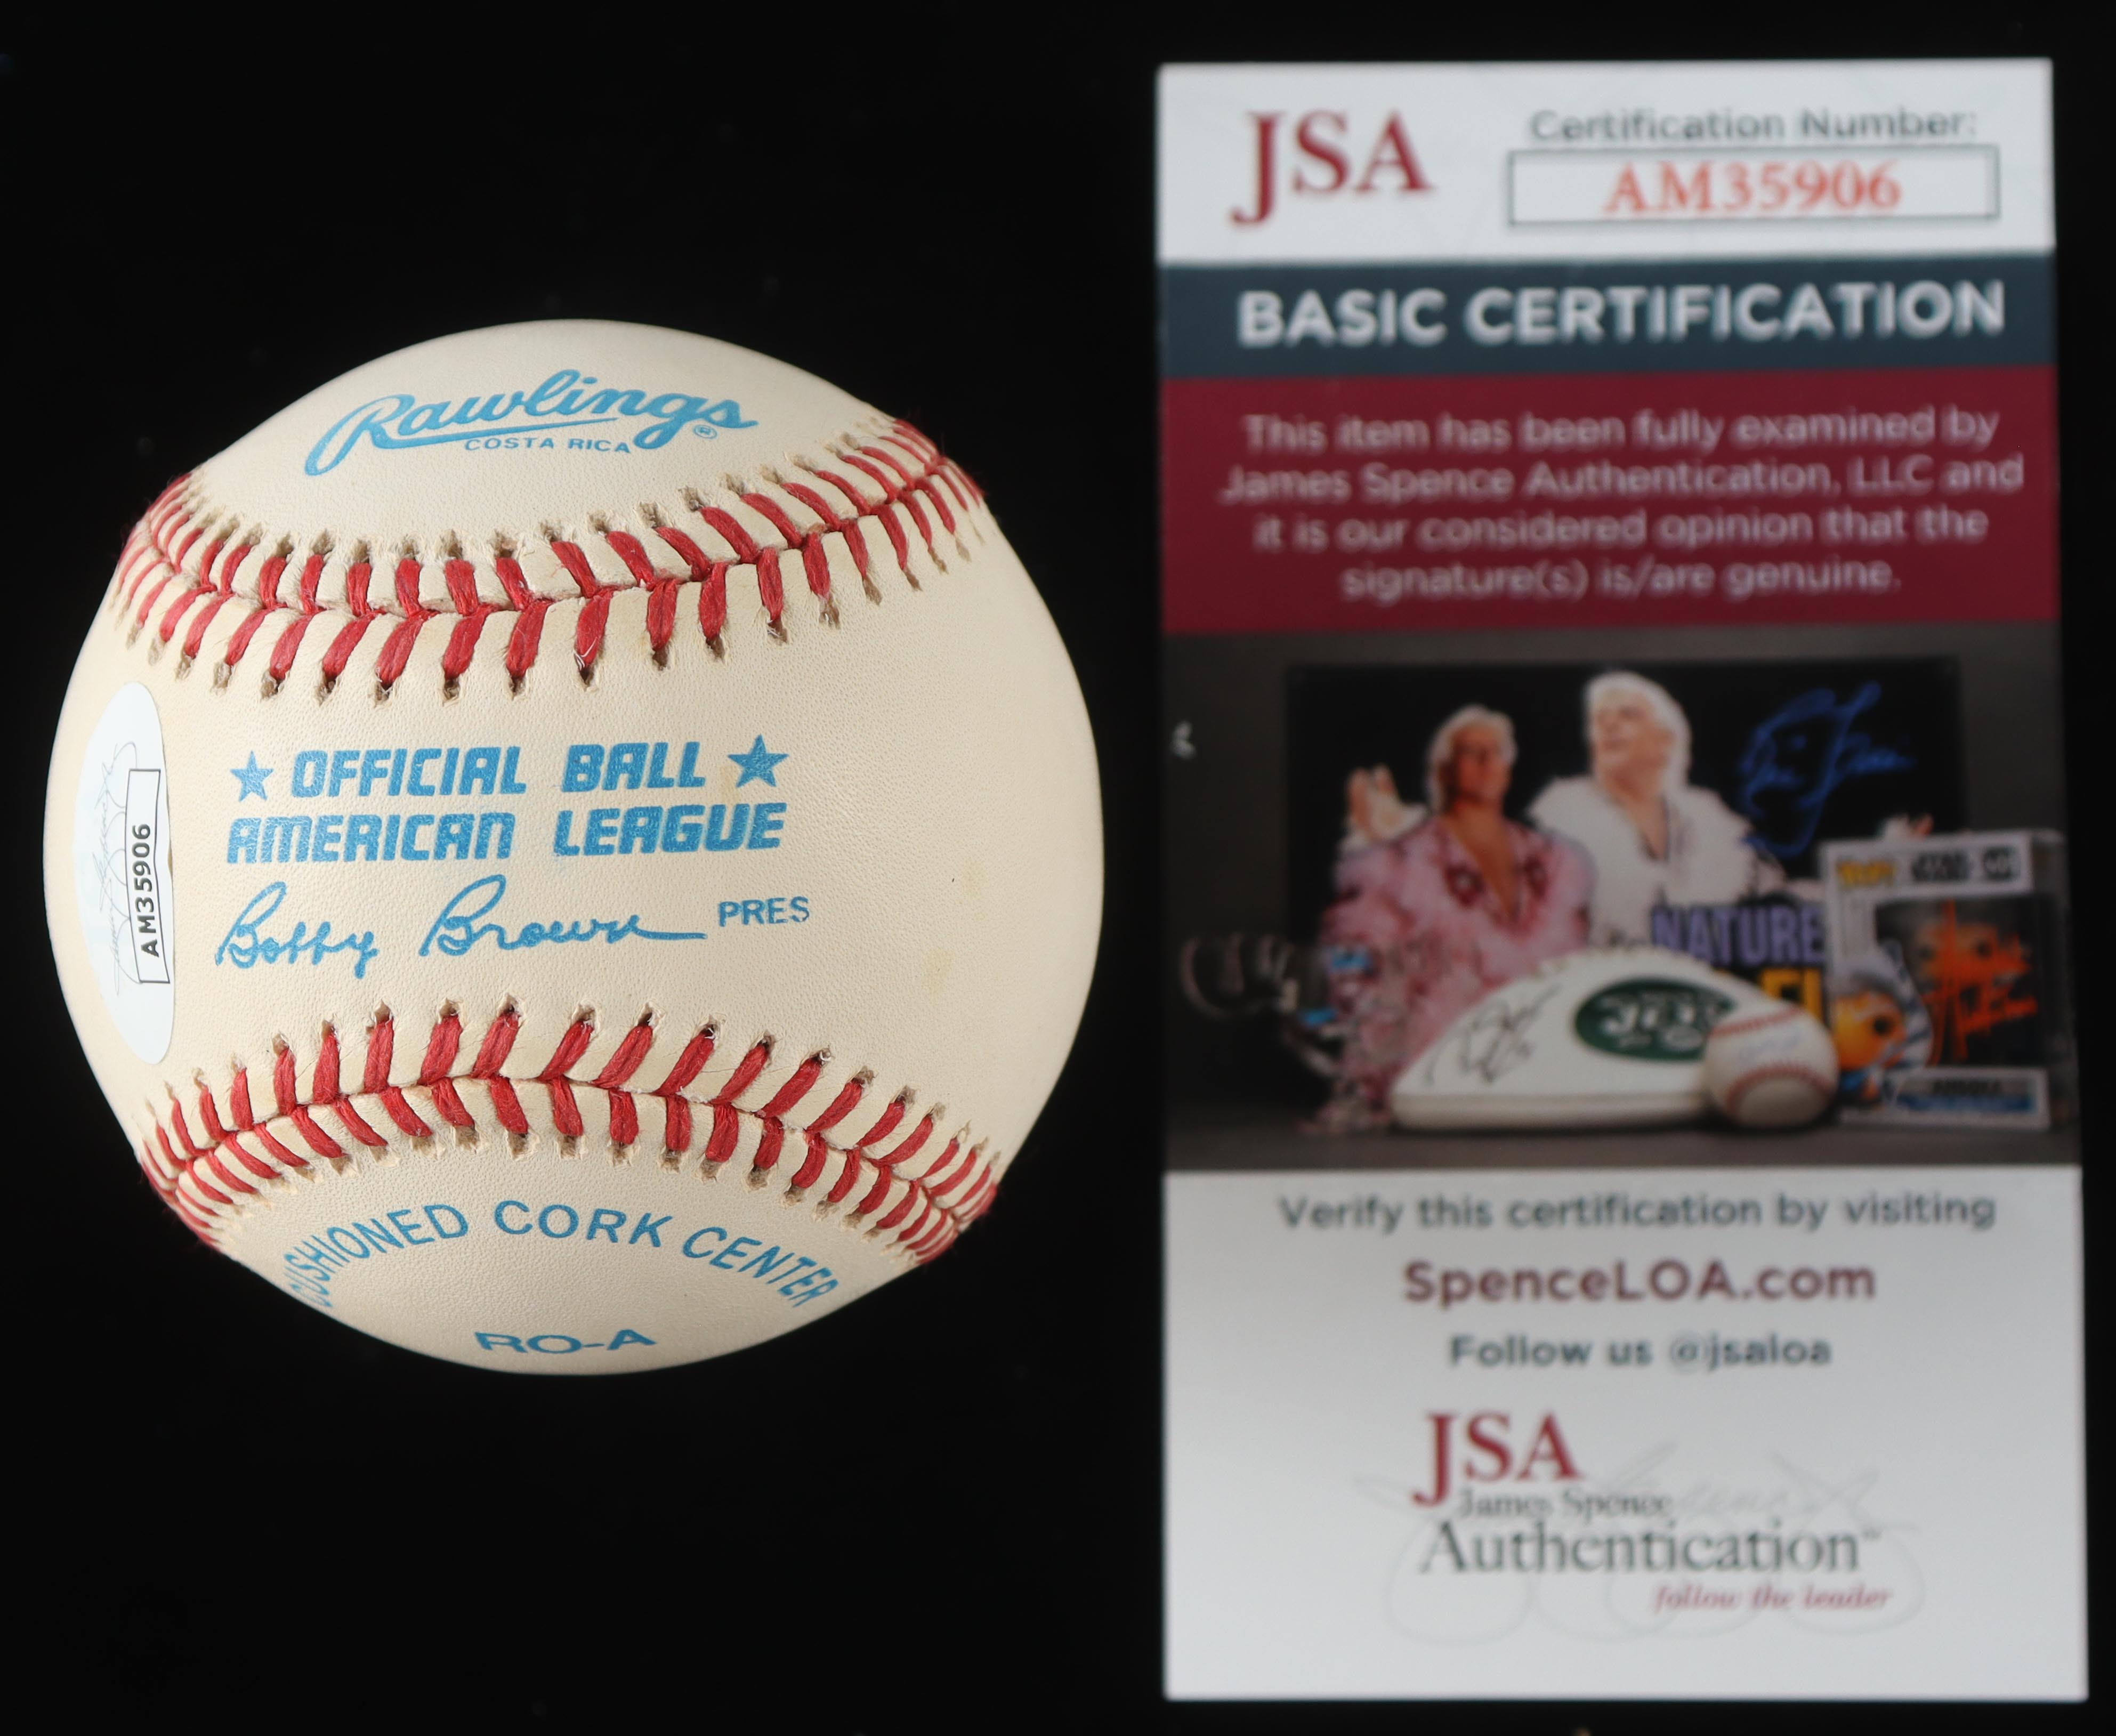 Rawlings®
COSTA RICA
★ OFFICIAL BALL ★
AMERICAN LEAGUE
Bobby Brown PRES
CUSHIONED CORK CENTER
RO-A
AM35906
JSA
Certification Number:
AM35906
BASIC CERTIFICATION
This item has been fully examined by
James Spence Authentication, LLC and
it is our considered opinion that the
signature(s) is/are genuine.
NATURE
JETS
Verify this certification by visiting
SpenceLOA.com
Follow us @jsaloa
JSA
James Spence
Authentication™
follow the leader